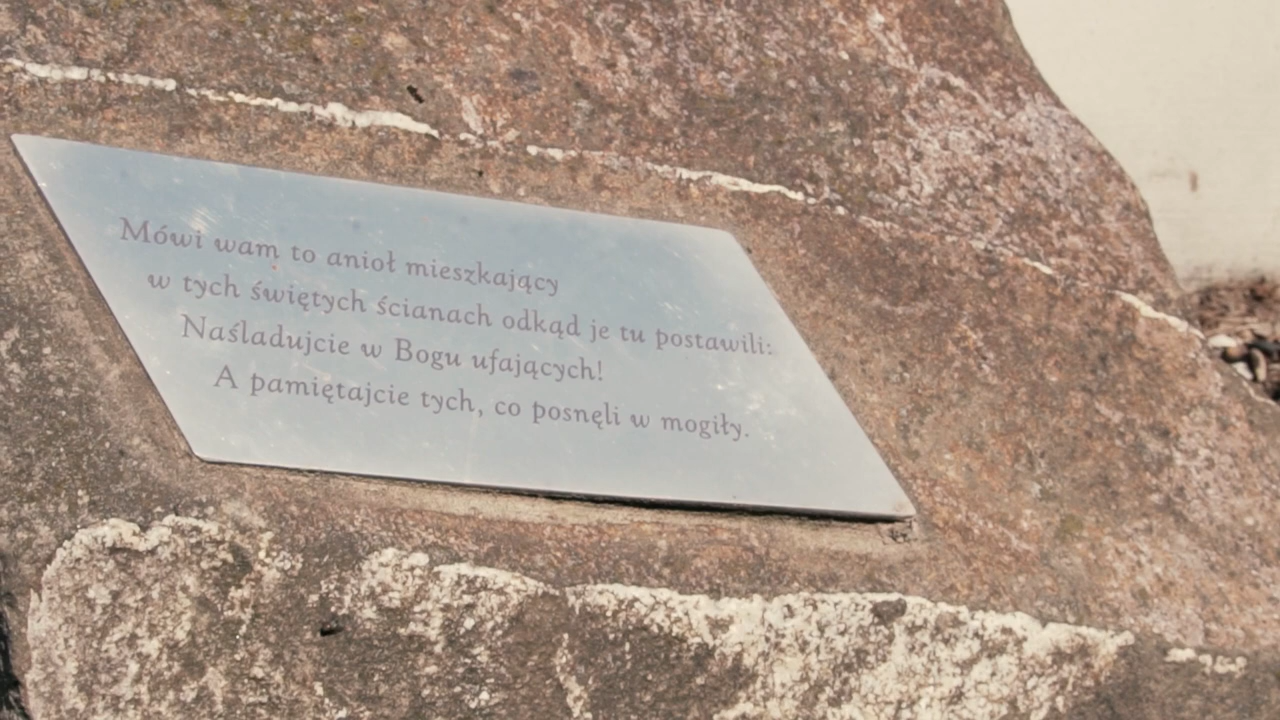 Mówi wam to anioł mieszkający
w tych świętych ścianach odkąd je tu postawili:
Naśladujcie w Bogu ufających!
A pamiętajcie tych, co posnęli w mogiły.